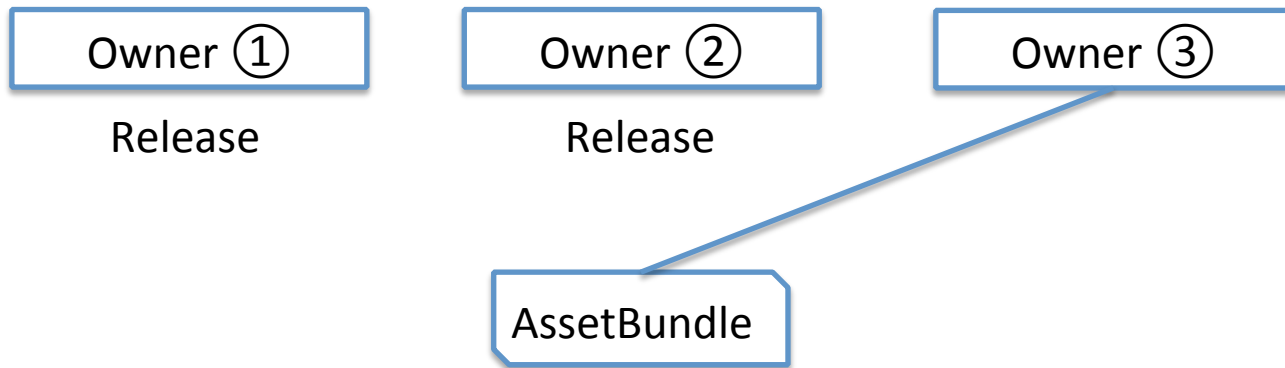 Owner ①
Owner ②
Owner ③
Release
Release
AssetBundle